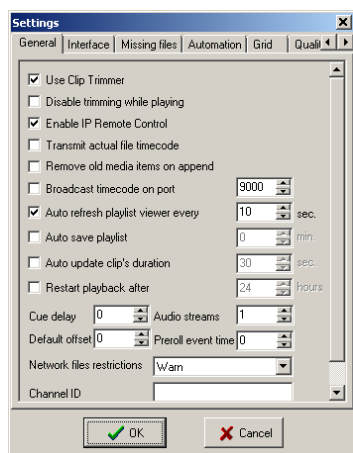 Settings
General Interface Missing files Automation Grid
Use Clip Trimmer
Disable trimming while playing
Enable IP Remote Control
Transmit actual file timecode
Remove old media items on append
Broadcast timecode on port 9000
Auto refresh playlist viewer every 10 sec.
Auto save playlist 0 min.
Auto update clip's duration 30 sec.
Restart playback after 24 hours
Cue delay 0 Audio streams 1
Default offset 0 Preroll event time 0
Network files restrictions Warn
Channel ID
OK Cancel